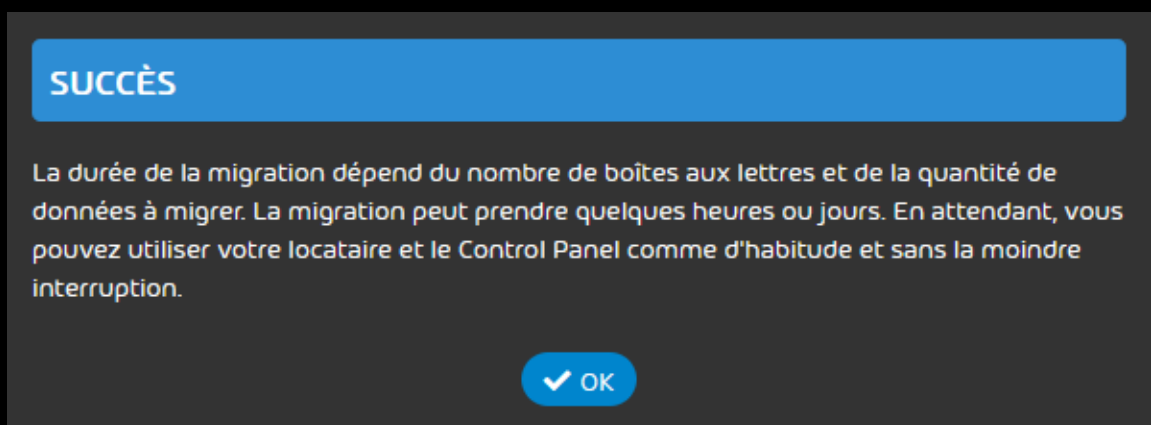 SUCCÈS
La durée de la migration dépend du nombre de boîtes aux lettres et de la quantité de
données à migrer. La migration peut prendre quelques heures ou jours. En attendant, vous
pouvez utiliser votre locataire et le Control Panel comme d'habitude et sans la moindre
interruption.
OK